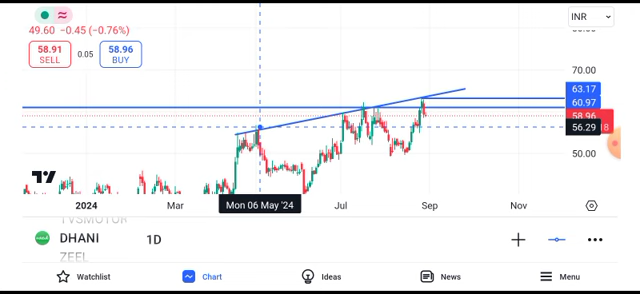 INR
49.60 −0.45 (−0.76%)
58.91
SELL
0.05
58.96
BUY
70.00
63.17
60.97
58.96
56.29
50.00
2024
Mar
Mon 06 May '24
Jul
Sep
Nov
TVSMOTOR
DHANI
1D
ZEEL
Watchlist
Chart
Ideas
News
Menu